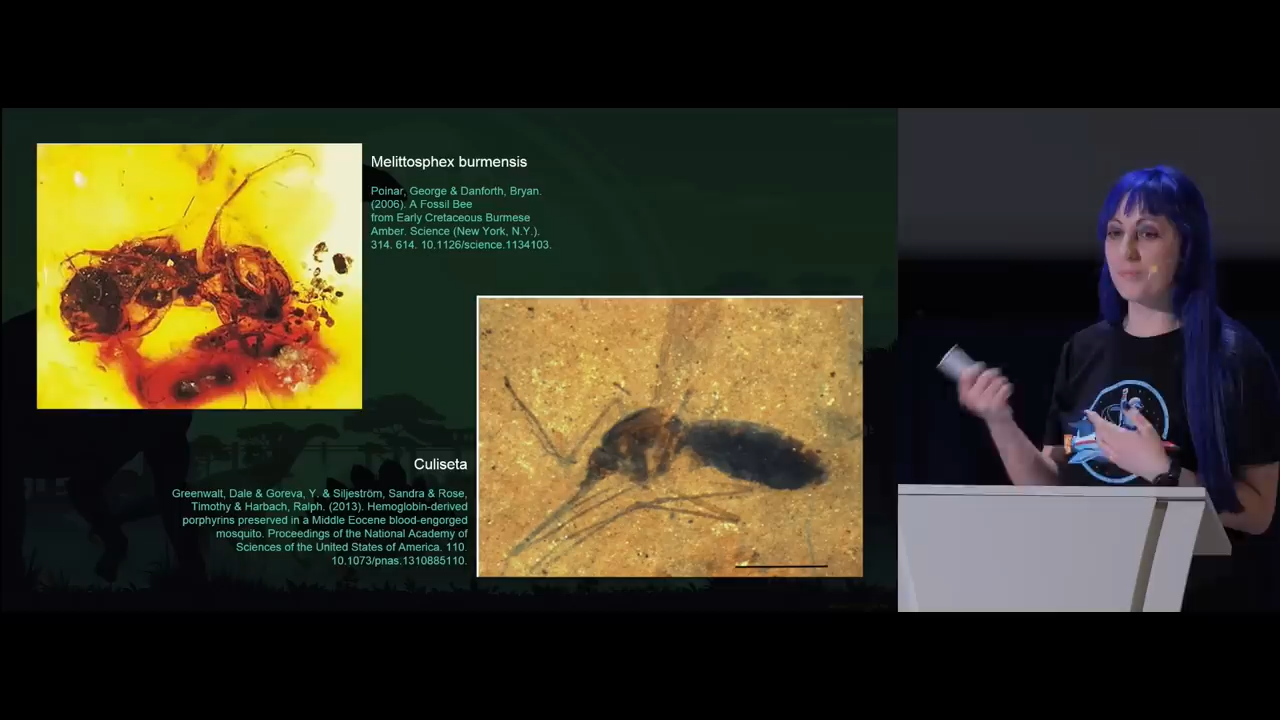 Melittosphex burmensis
Poinar, George & Danforth, Bryan.
(2006). A Fossil Bee
from Early Cretaceous Burmese
Amber. Science (New York, N.Y.).
314. 614. 10.1126/science.1134103.
Culiseta
Greenwalt, Dale & Goreva, Y. & Siljeström, Sandra & Rose,
Timothy & Harbach, Ralph. (2013). Hemoglobin-derived
porphyrins preserved in a Middle Eocene blood-engorged
mosquito. Proceedings of the National Academy of
Sciences of the United States of America. 110.
10.1073/pnas.1310885110.